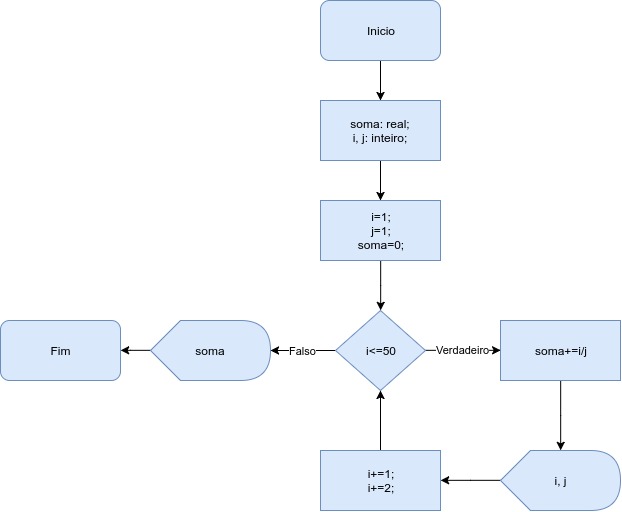 Inicio
soma: real;
i, j: inteiro;
i=1;
j=1;
soma=0;
i<=50
Verdadeiro
soma+=i/j
i, j
i+=1;
i+=2;
Falso
soma
Fim